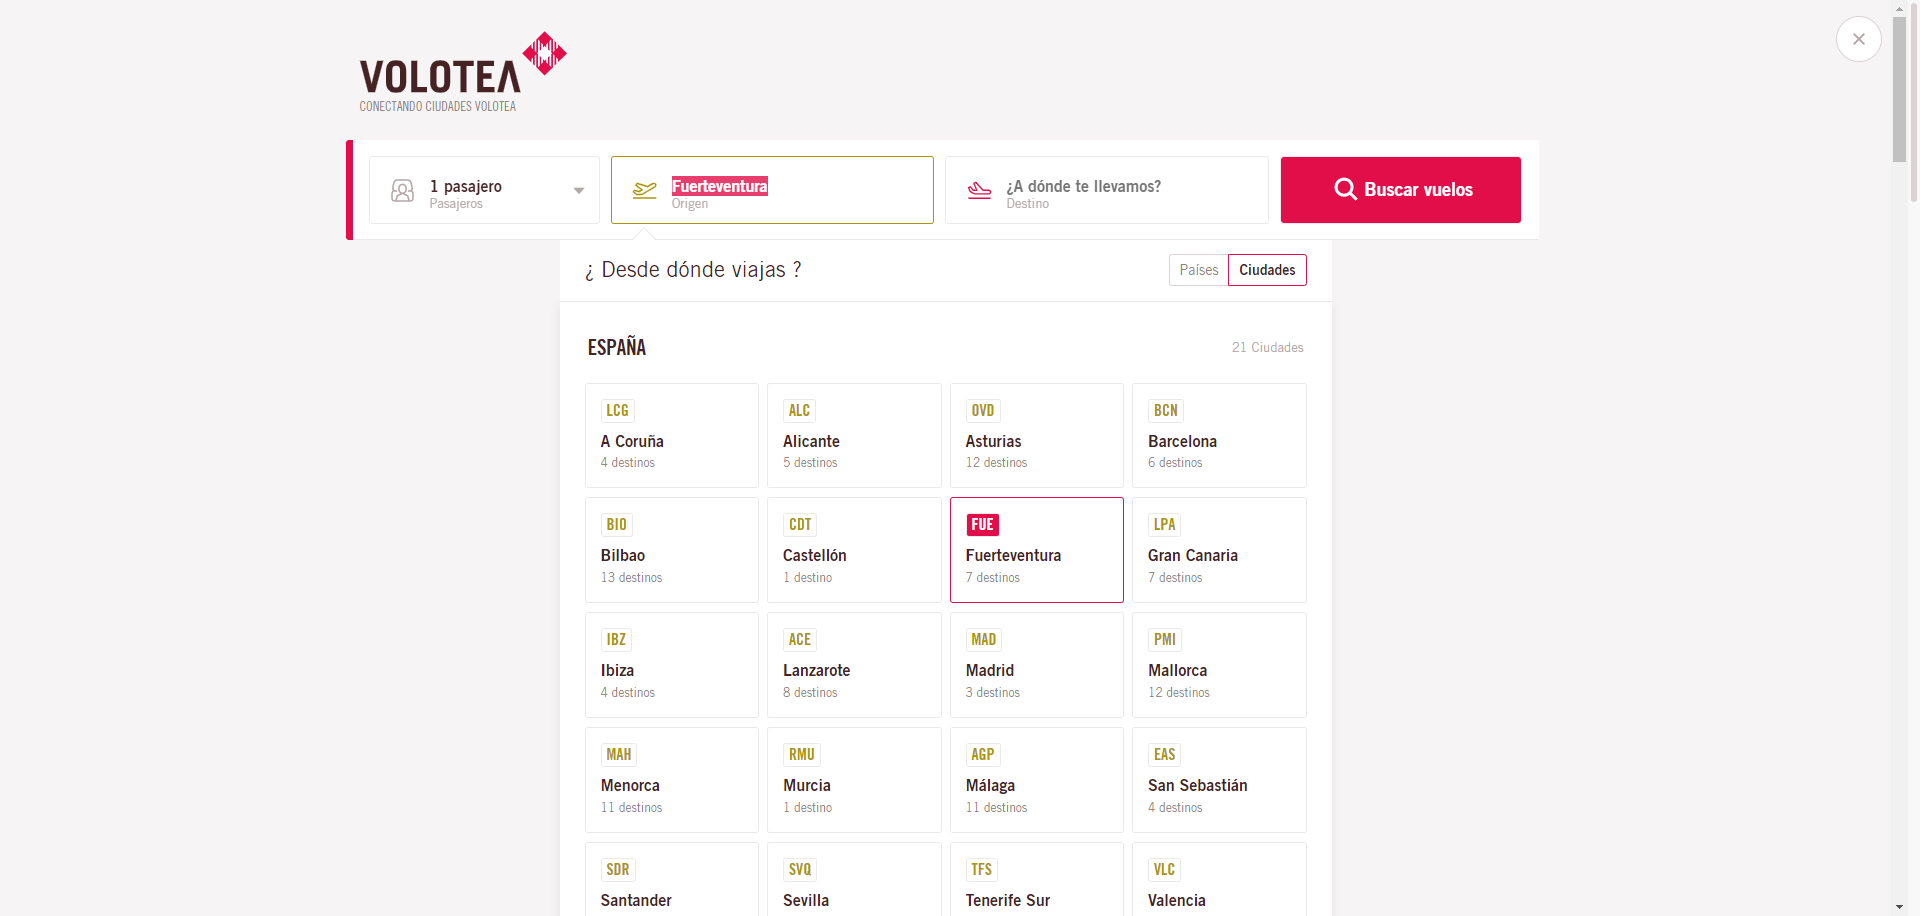 VOLOTEA
CONECTANDO CIUDADES VOLOTEA
1 pasajero
Pasajeros
Fuerteventura
Origen
¿A dónde te llevamos?
Destino
Buscar vuelos
¿ Desde dónde viajas ?
Países
Ciudades
ESPAÑA
21 Ciudades
LCG
A Coruña
4 destinos
ALC
Alicante
5 destinos
OVD
Asturias
12 destinos
BCN
Barcelona
6 destinos
BIO
Bilbao
13 destinos
CDT
Castellón
1 destino
FUE
Fuerteventura
7 destinos
LPA
Gran Canaria
7 destinos
IBZ
Ibiza
4 destinos
ACE
Lanzarote
8 destinos
MAD
Madrid
3 destinos
PMI
Mallorca
12 destinos
MAH
Menorca
11 destinos
RMU
Murcia
1 destino
AGP
Málaga
11 destinos
EAS
San Sebastián
4 destinos
SDR
Santander
SVQ
Sevilla
TFS
Tenerife Sur
VLC
Valencia